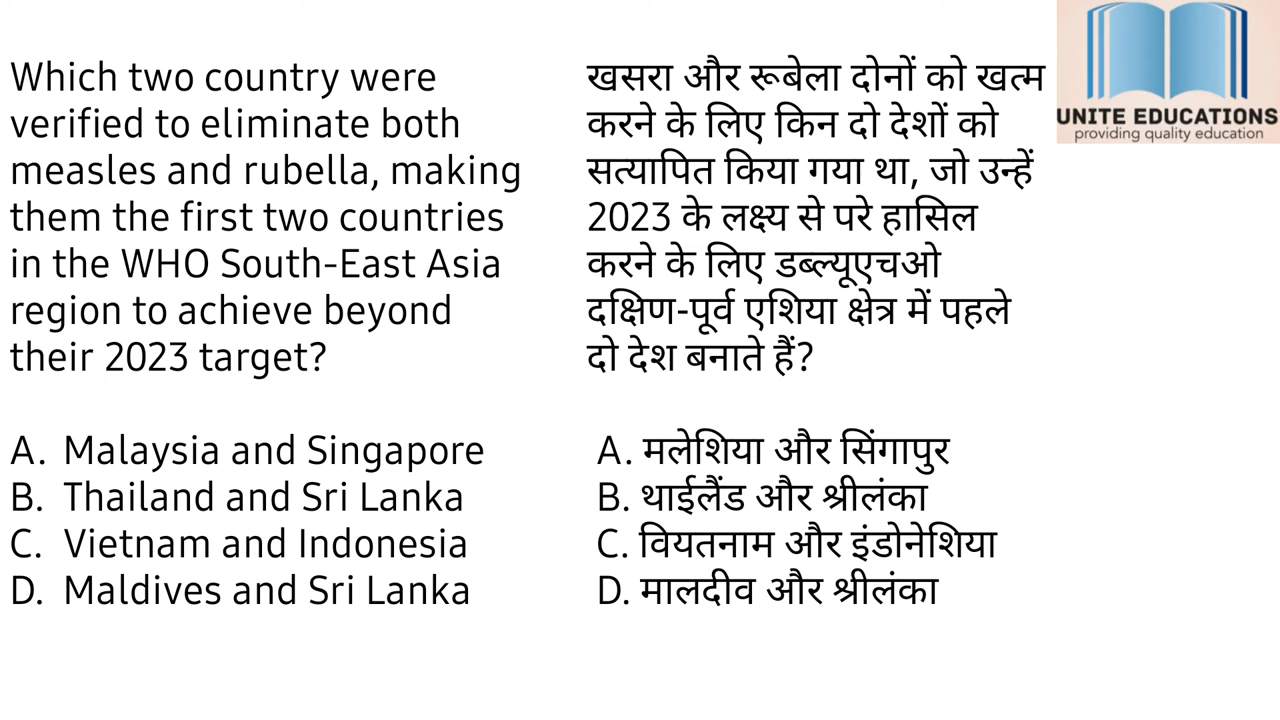 Which two country were
verified to eliminate both
measles and rubella, making
them the first two countries
in the WHO South-East Asia
region to achieve beyond
their 2023 target?
A. Malaysia and Singapore
B. Thailand and Sri Lanka
C. Vietnam and Indonesia
D. Maldives and Sri Lanka
खसरा और रूबेला दोनों को खत्म
करने के लिए किन दो देशों को
सत्यापित किया गया था, जो उन्हें
2023 के लक्ष्य से परे हासिल
करने के लिए डब्ल्यूएचओ
दक्षिण-पूर्व एशिया क्षेत्र में पहले
दो देश बनाते हैं?
A. मलेशिया और सिंगापुर
B. थाईलैंड और श्रीलंका
C. वियतनाम और इंडोनेशिया
D. मालदीव और श्रीलंका
UNITE EDUCATIONS
providing quality education